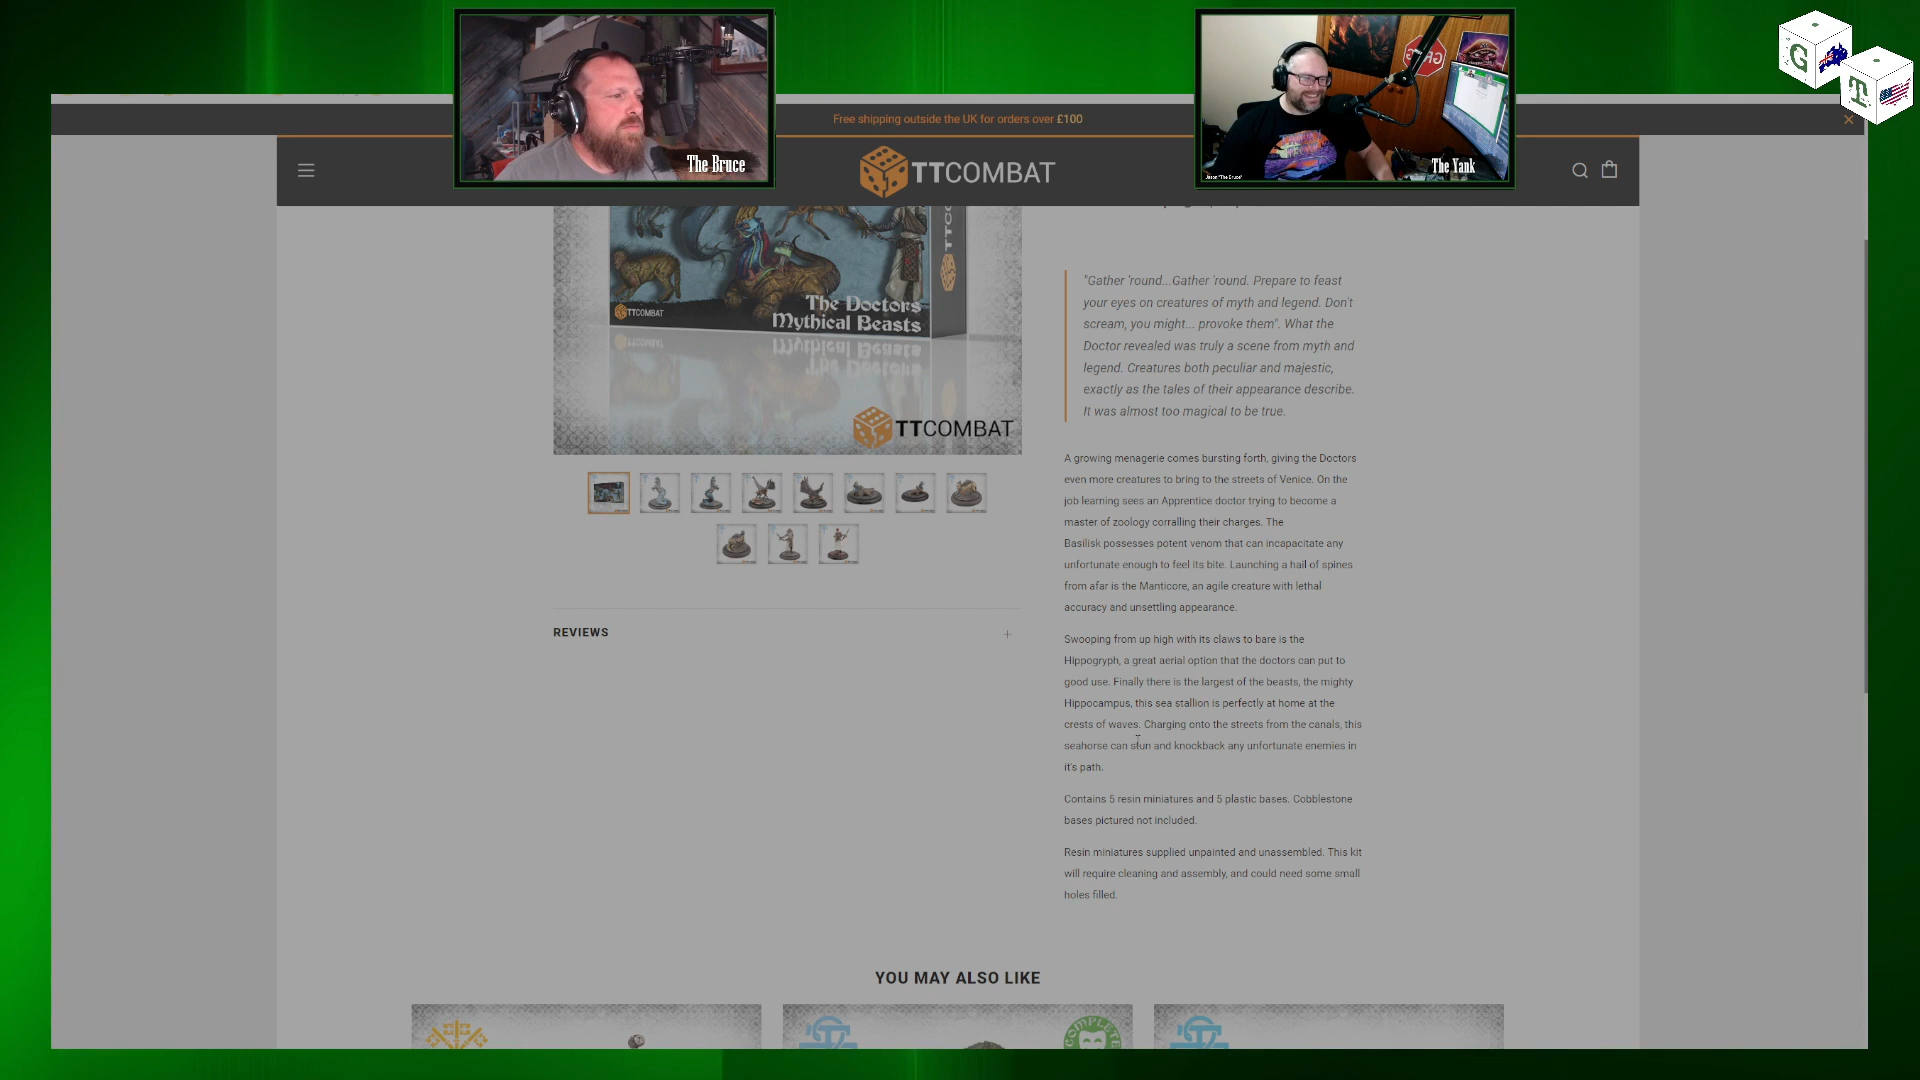 The Bruce
The Yank
Jason "The Bruce"
G
T
Free shipping outside the UK for orders over £100
TTCOMBAT
The Doctors
Mythical Beasts
TTCOMBAT
TTCOMBAT
"Gather 'round...Gather 'round. Prepare to feast
your eyes on creatures of myth and legend. Don't
scream, you might... provoke them". What the
Doctor revealed was truly a scene from myth and
legend. Creatures both peculiar and majestic,
exactly as the tales of their appearance describe.
It was almost too magical to be true.
A growing menagerie comes bursting forth, giving the Doctors
even more creatures to bring to the streets of Venice. On the
job learning sees an Apprentice doctor trying to become a
master of zoology corralling their charges. The
Basilisk possesses potent venom that can incapacitate any
unfortunate enough to feel its bite. Launching a hail of spines
from afar is the Manticore, an agile creature with lethal
accuracy and unsettling appearance.
REVIEWS
Swooping from up high with its claws to bare is the
Hippogryph, a great aerial option that the doctors can put to
good use. Finally there is the largest of the beasts, the mighty
Hippocampus, this sea stallion is perfectly at home at the
crests of waves. Charging onto the streets from the canals, this
seahorse can stun and knockback any unfortunate enemies in
it's path.
Contains 5 resin miniatures and 5 plastic bases. Cobblestone
bases pictured not included.
Resin miniatures supplied unpainted and unassembled. This kit
will require cleaning and assembly, and could need some small
holes filled.
YOU MAY ALSO LIKE
COMPLETE